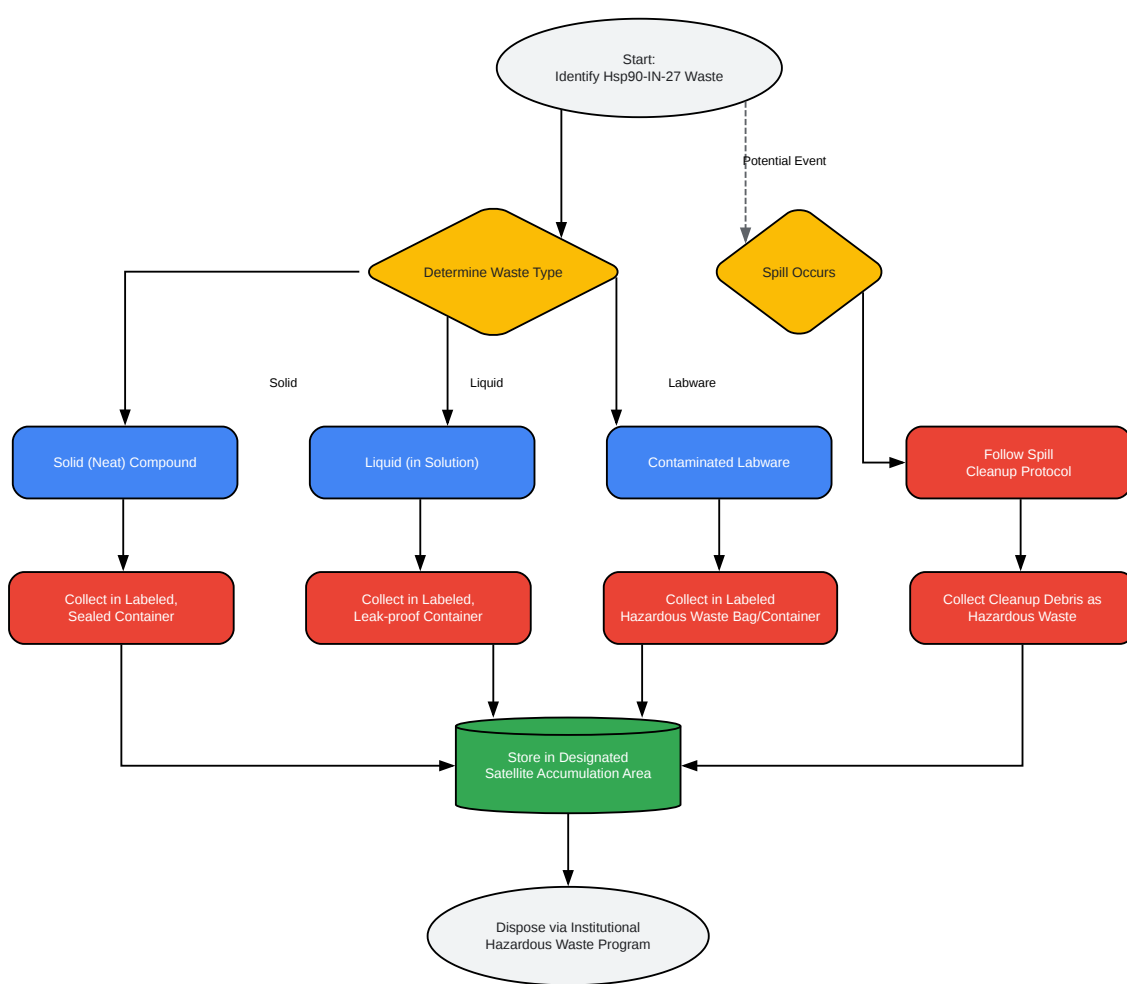 Start:
Identify Hsp90-IN-27 Waste
Potential Event
Determine Waste Type
Spill Occurs
Solid
Liquid
Labware
Solid (Neat) Compound
Liquid (in Solution)
Contaminated Labware
Follow Spill
Cleanup Protocol
Collect in Labeled,
Sealed Container
Collect in Labeled,
Leak-proof Container
Collect in Labeled
Hazardous Waste Bag/Container
Collect Cleanup Debris as
Hazardous Waste
Store in Designated
Satellite Accumulation Area
Dispose via Institutional
Hazardous Waste Program